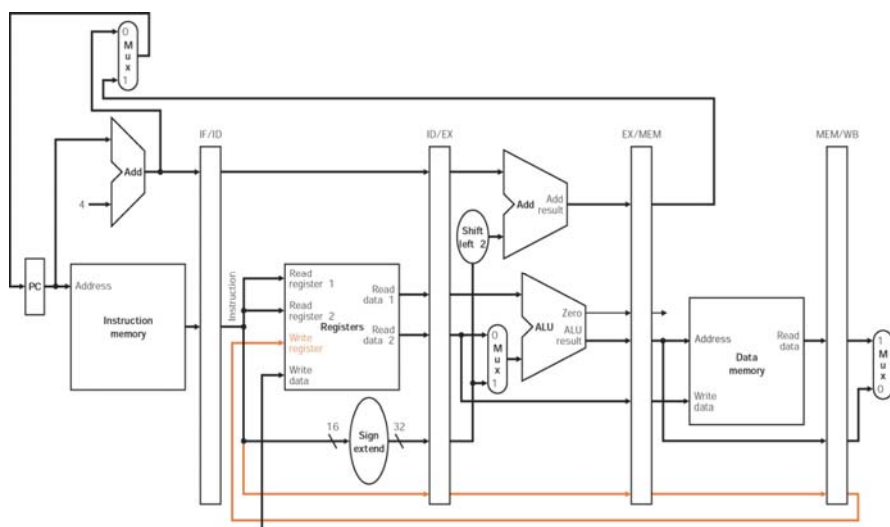 0
M
u
x
1
IF/ID
ID/EX
EX/MEM
MEM/WB
Add
4
Add
Add
result
Shift
left 2
PC
Address
Instruction
memory
Instruction
Read
register 1
Read
register 2
Write
register
Write
data
Registers
Read
data 1
Read
data 2
16
Sign
extend
32
0
M
u
x
1
Zero
ALU
ALU
result
Address
Write
data
Data
memory
Read
data
1
M
u
x
0